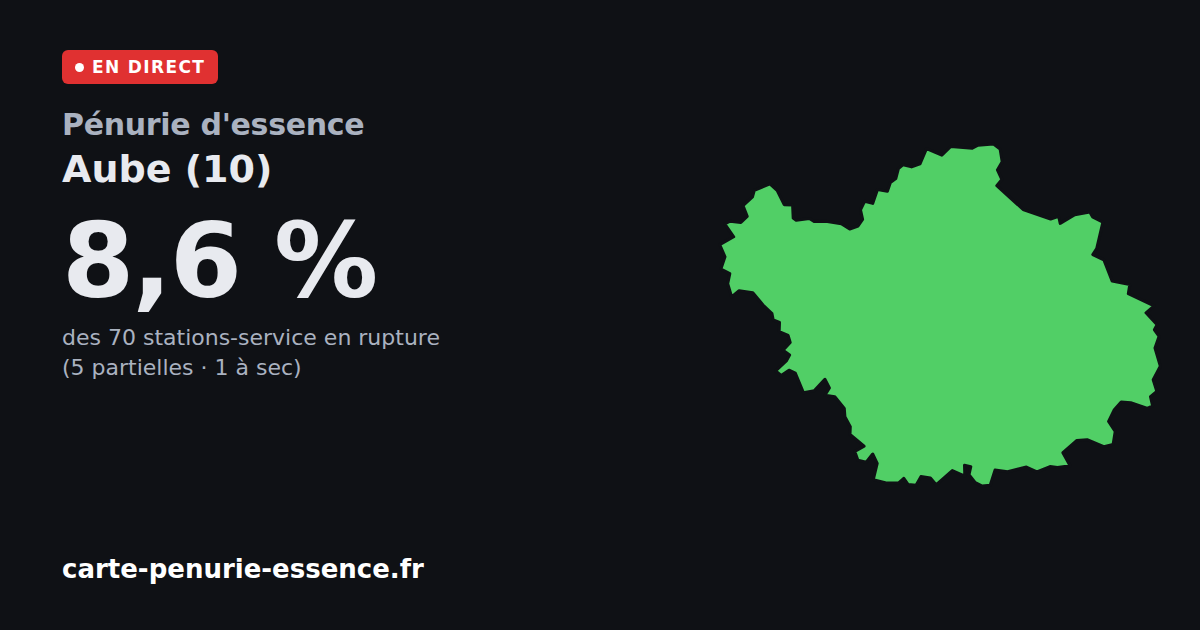 EN DIRECT
Pénurie d'essence
Aube (10)
8,6 %
des 70 stations-service en rupture
(5 partielles · 1 à sec)
carte-penurie-essence.fr